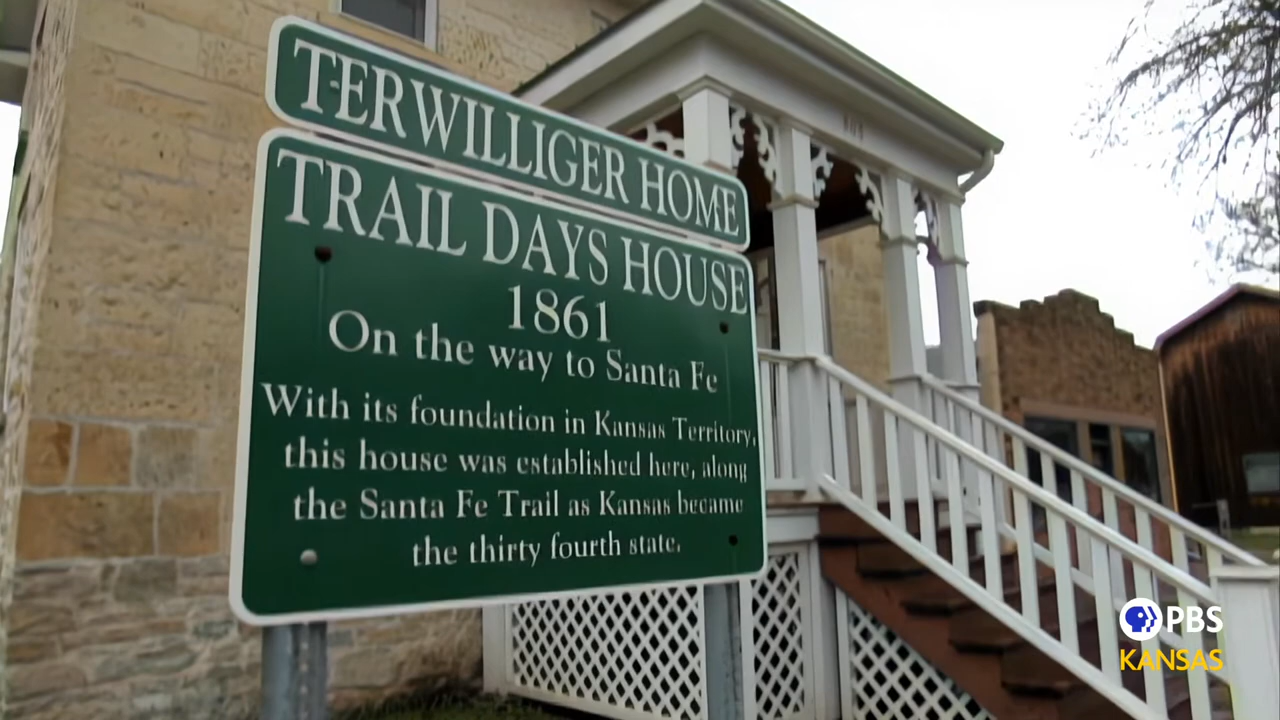 TERWILLIGER HOME
TRAIL DAYS HOUSE
1861
On the way to Santa Fe
With its foundation in Kansas Territory,
this house was established here, along
the Santa Fe Trail as Kansas became
the thirty fourth state.
PBS
KANSAS